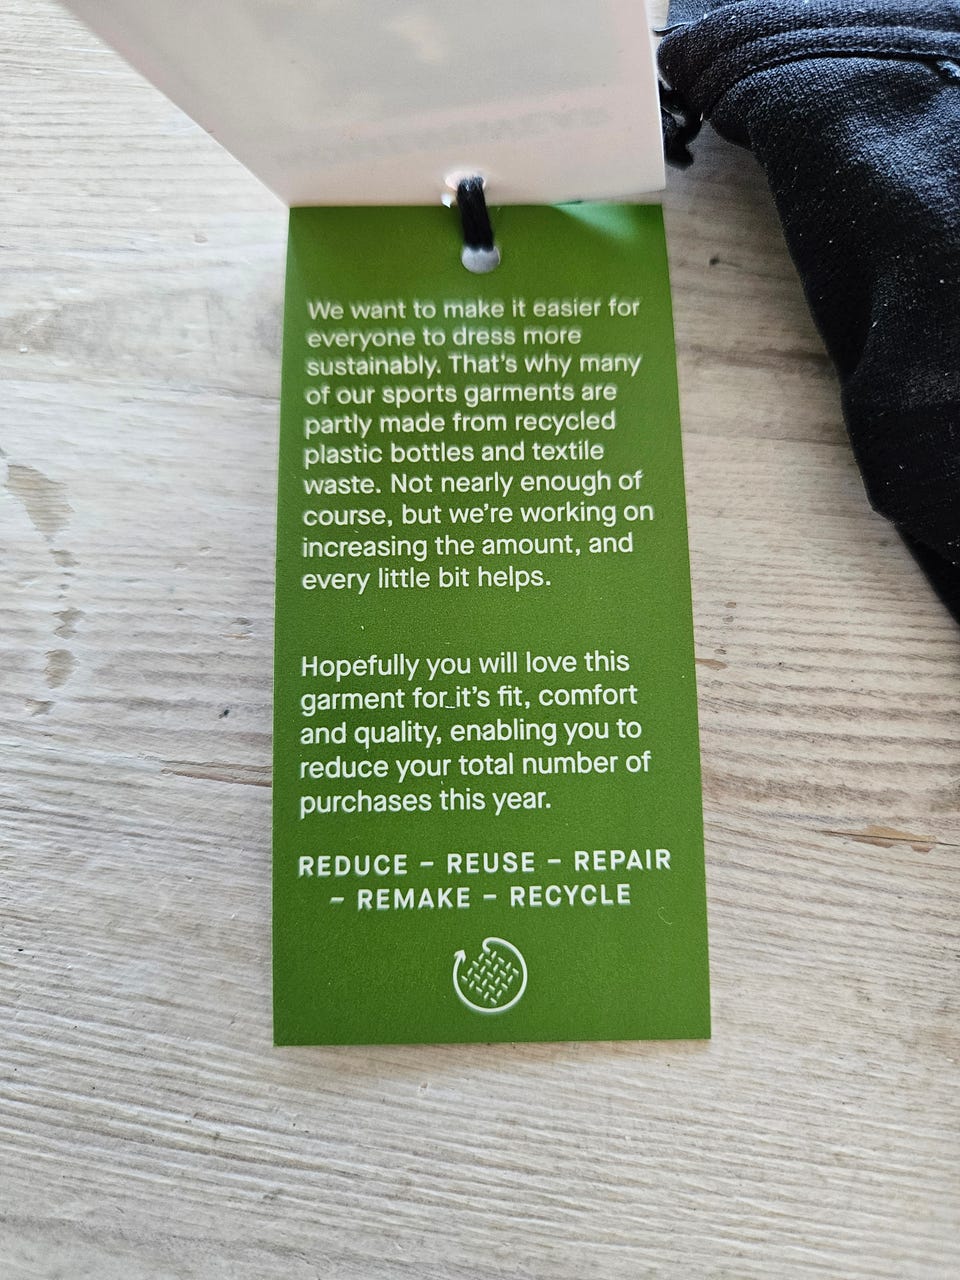 We want to make it easier for
everyone to dress more
sustainably. That's why many
of our sports garments are
partly made from recycled
plastic bottles and textile
waste. Not nearly enough of
course, but we're working on
increasing the amount, and
every little bit helps.
Hopefully you will love this
garment for it's fit, comfort
and quality, enabling you to
reduce your total number of
purchases this year.
REDUCE – REUSE – REPAIR
– REMAKE – RECYCLE